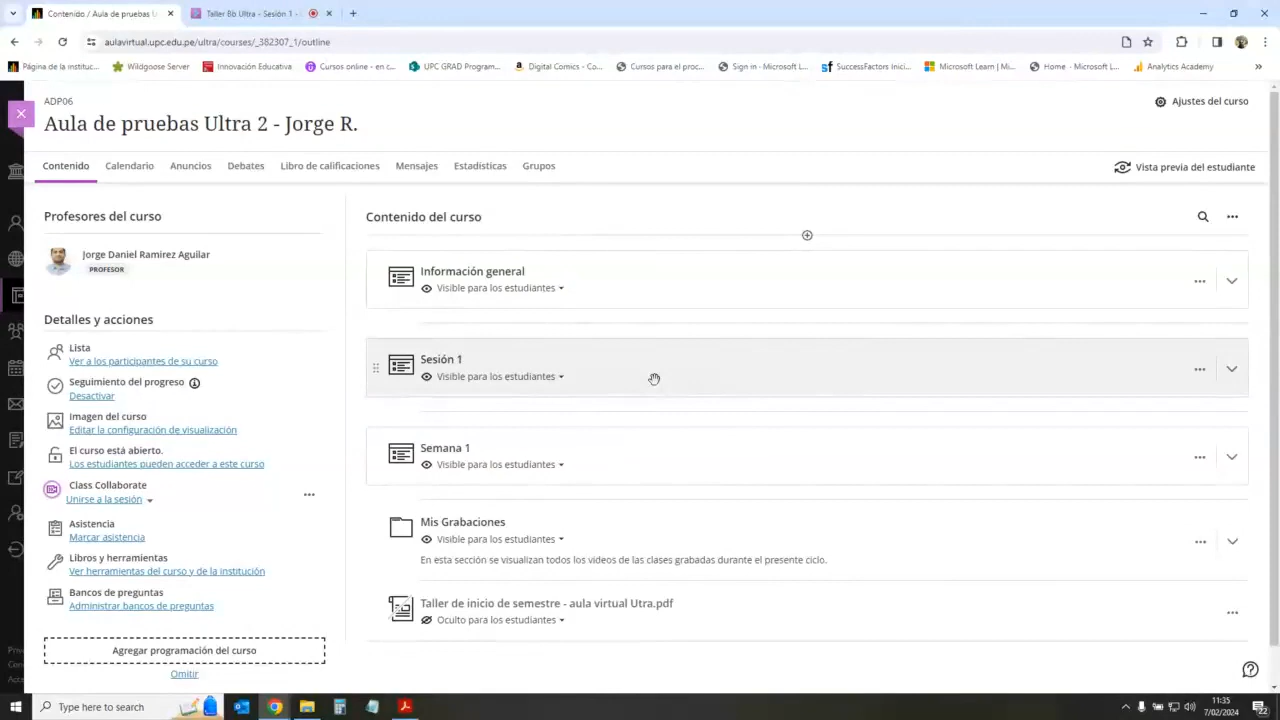 Contenido / Aula de pruebas U
Taller Bb Ultra - Sesión 1 -
aulavirtual.upc.edu.pe/ultra/courses/_382307_1/outline
Página de la instituc...
Wildgoose Server
Innovación Educativa
Cursos online - en c...
UPC GRAD Program...
Digital Comics - Co...
Cursos para el proc...
Sign in - Microsoft L...
SuccessFactors Inici...
Microsoft Learn | Mi...
Home - Microsoft L...
Analytics Academy
ADP06
Aula de pruebas Ultra 2 - Jorge R.
Ajustes del curso
Contenido
Calendario
Anuncios
Debates
Libro de calificaciones
Mensajes
Estadísticas
Grupos
Vista previa del estudiante
Profesores del curso
Jorge Daniel Ramirez Aguilar
PROFESOR
Detalles y acciones
Lista
Ver a los participantes de su curso
Seguimiento del progreso
Desactivar
Imagen del curso
Editar la configuración de visualización
El curso está abierto.
Los estudiantes pueden acceder a este curso
Class Collaborate
Unirse a la sesión
Asistencia
Marcar asistencia
Libros y herramientas
Ver herramientas del curso y de la institución
Bancos de preguntas
Administrar bancos de preguntas
Agregar programación del curso
Omitir
Contenido del curso
Información general
Visible para los estudiantes
Sesión 1
Visible para los estudiantes
Semana 1
Visible para los estudiantes
Mis Grabaciones
Visible para los estudiantes
En esta sección se visualizan todos los videos de las clases grabadas durante el presente ciclo.
Taller de inicio de semestre - aula virtual Utra.pdf
Oculto para los estudiantes
Type here to search
11:35
7/02/2024
22